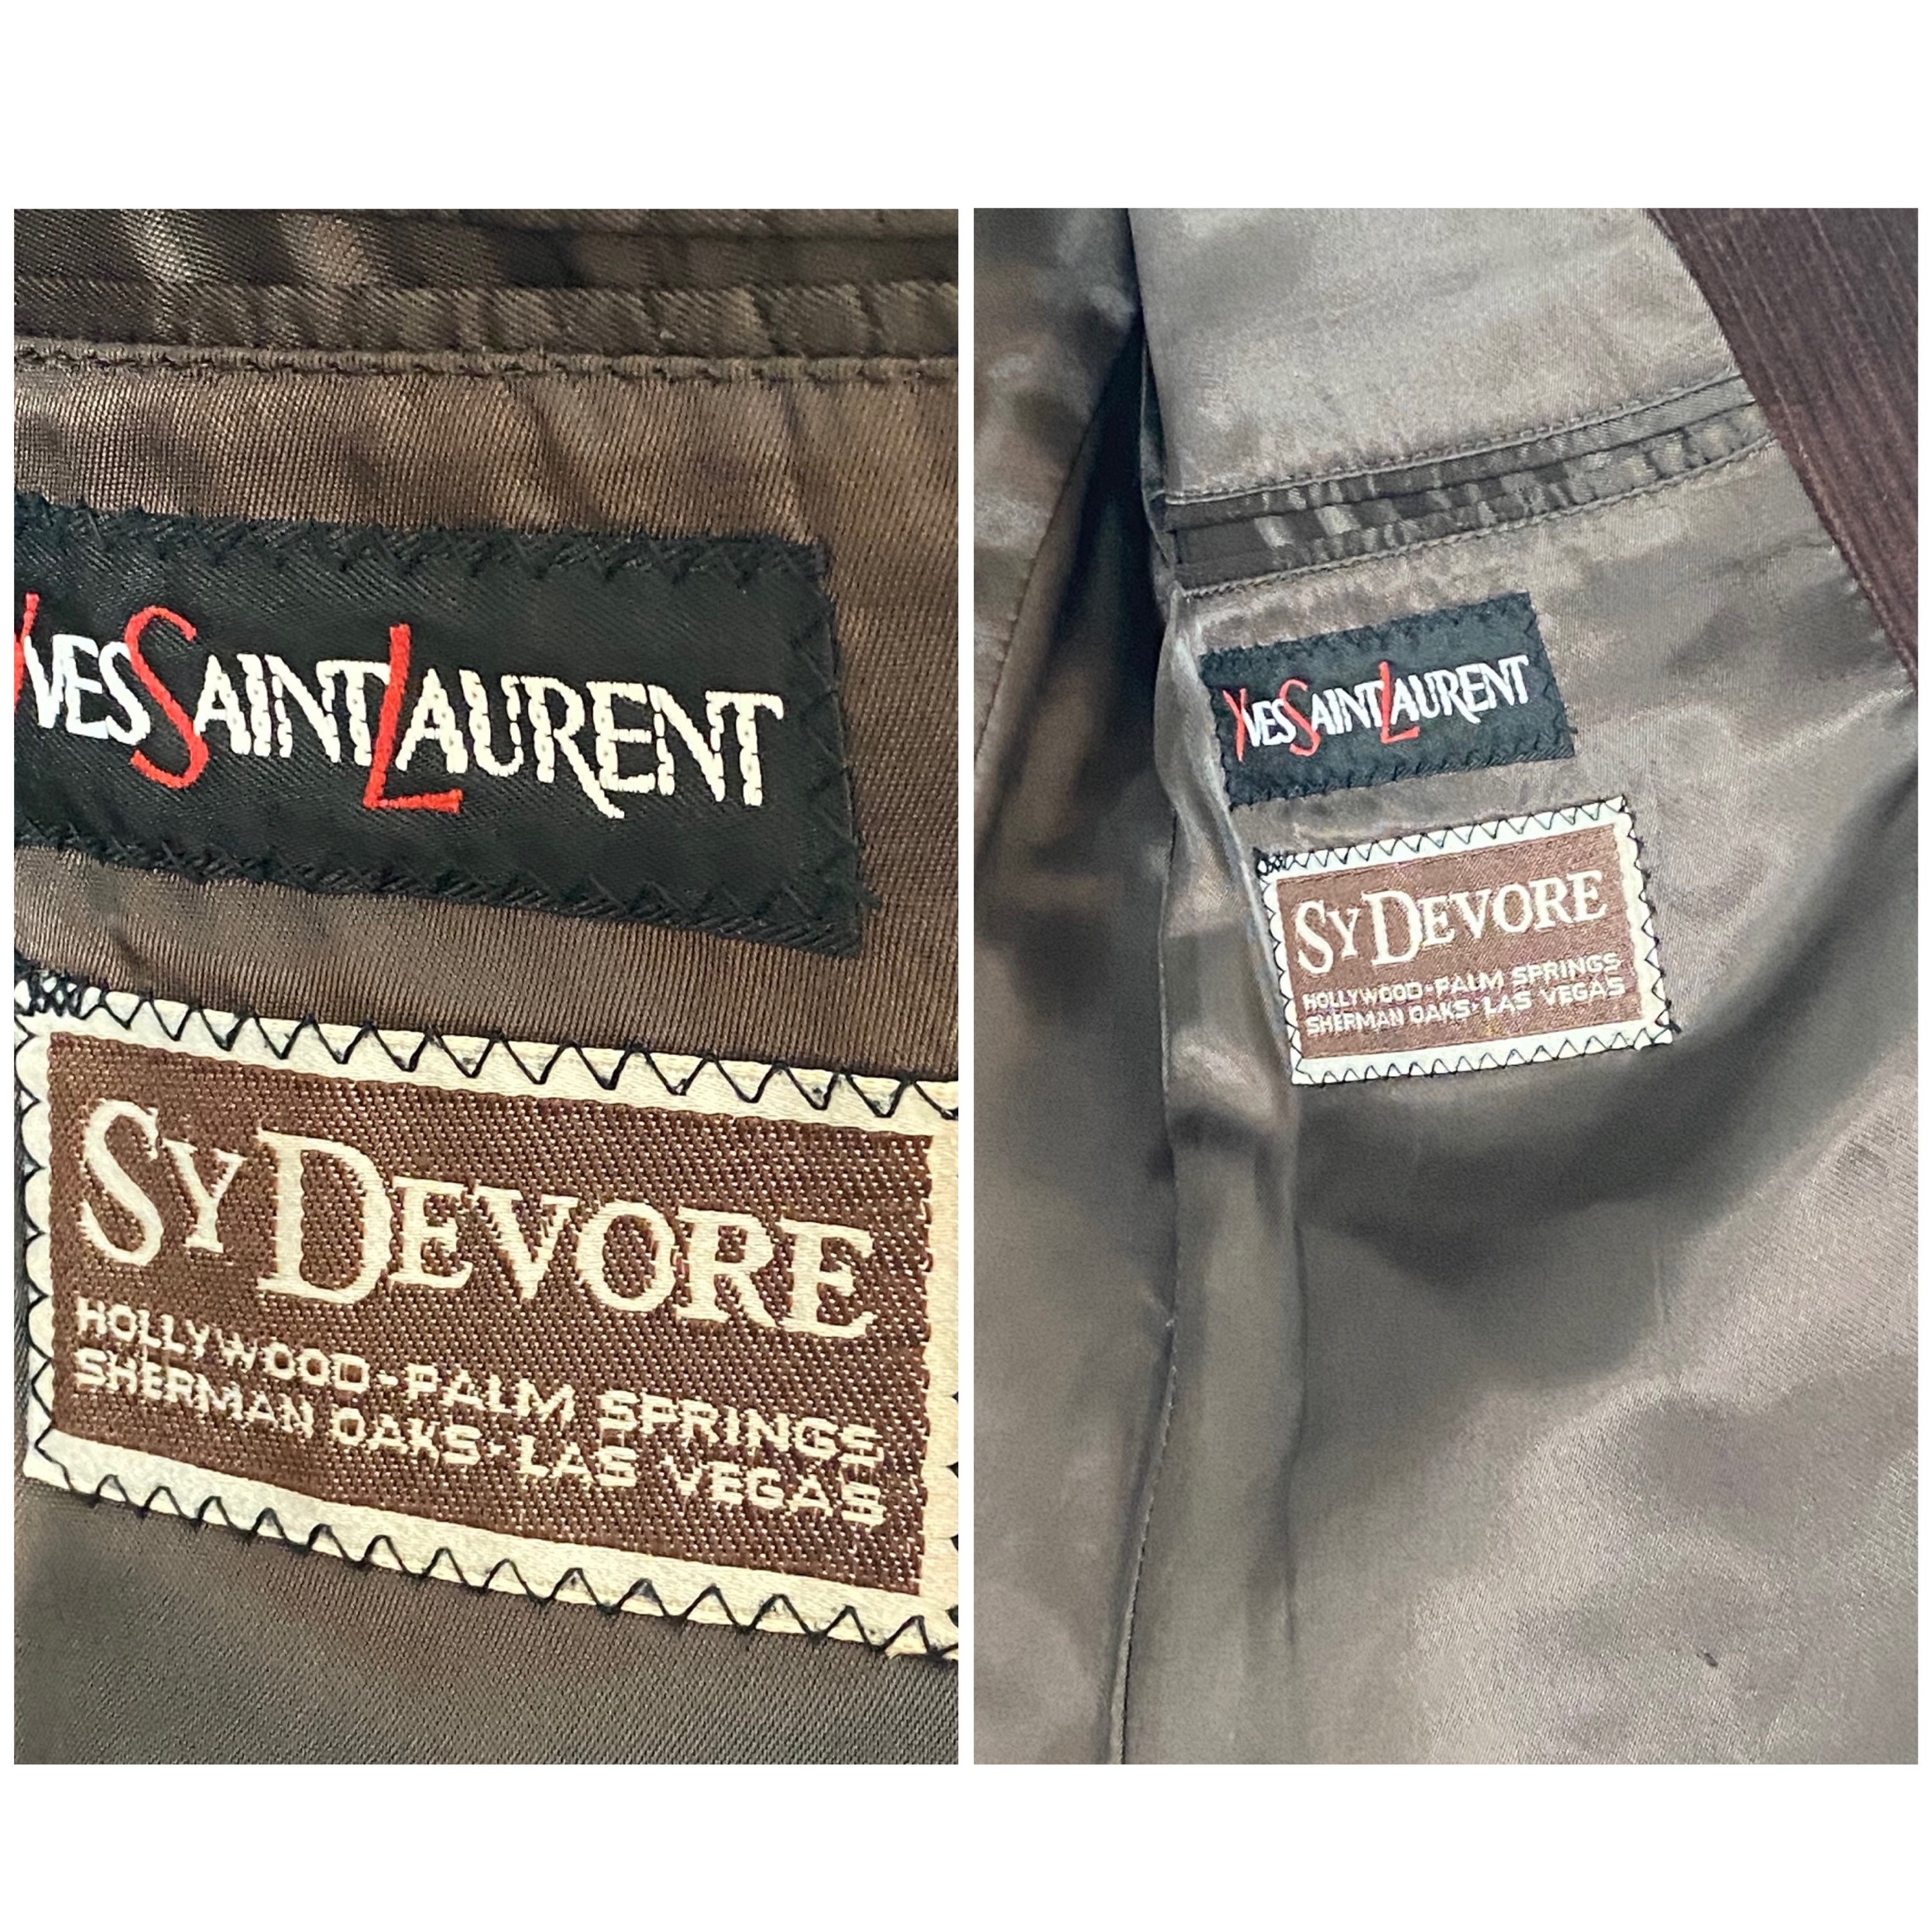 YVESSAINTLAURENT
SY DEVORE
HOLLYWOOD-PALM SPRINGS
SHERMAN OAKS·LAS VEGAS
YVESSAINTLAURENT
SY DEVORE
HOLLYWOOD-PALM SPRINGS
SHERMAN OAKS·LAS VEGAS